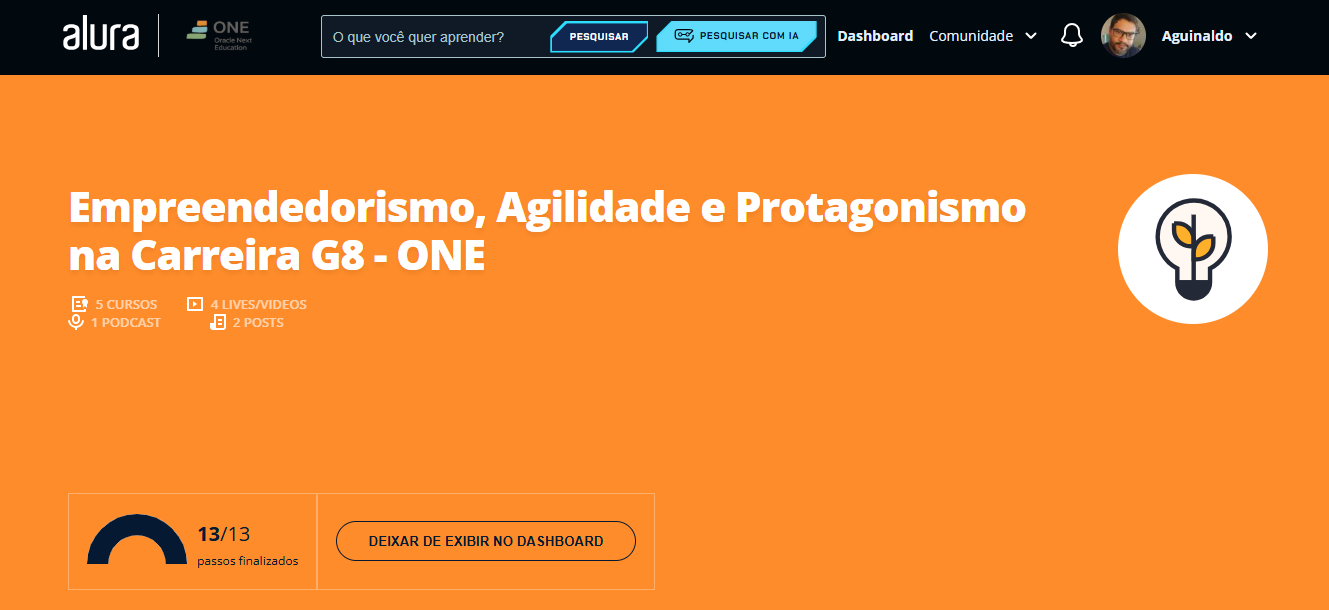 alura
ONE
Oracle Next
Education
O que você quer aprender?
PESQUISAR
PESQUISAR COM IA
Dashboard
Comunidade
Aguinaldo
Empreendedorismo, Agilidade e Protagonismo
na Carreira G8 - ONE
5 CURSOS
4 LIVES/VIDEOS
1 PODCAST
2 POSTS
13/13
passos finalizados
DEIXAR DE EXIBIR NO DASHBOARD